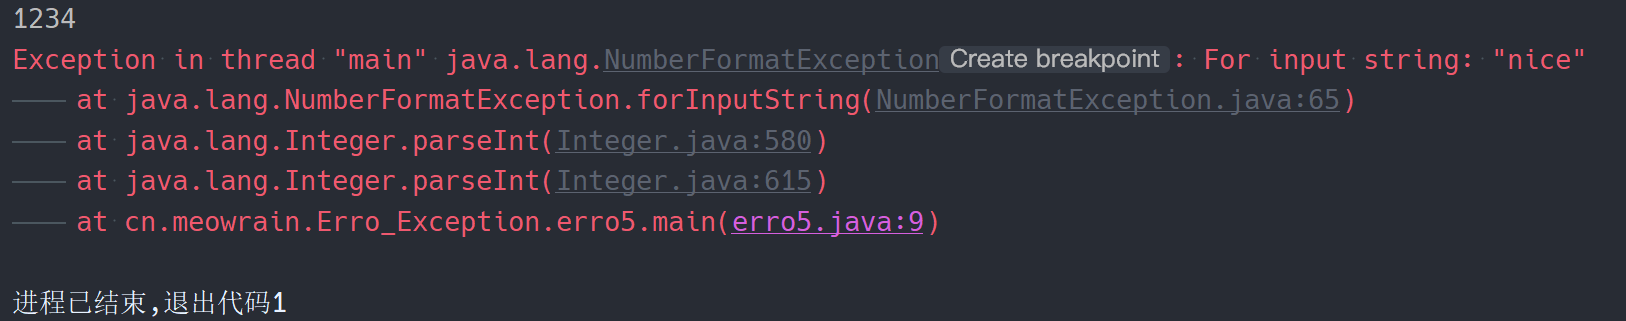 1234
Exception in thread "main" java.lang.NumberFormatException Create breakpoint : For input string: "nice"
at java.lang.NumberFormatException.forInputString(NumberFormatException.java:65)
at java.lang.Integer.parseInt(Integer.java:580)
at java.lang.Integer.parseInt(Integer.java:615)
at cn.meowrain.Erro_Exception.erro5.main(erro5.java:9)
进程已结束,退出代码1